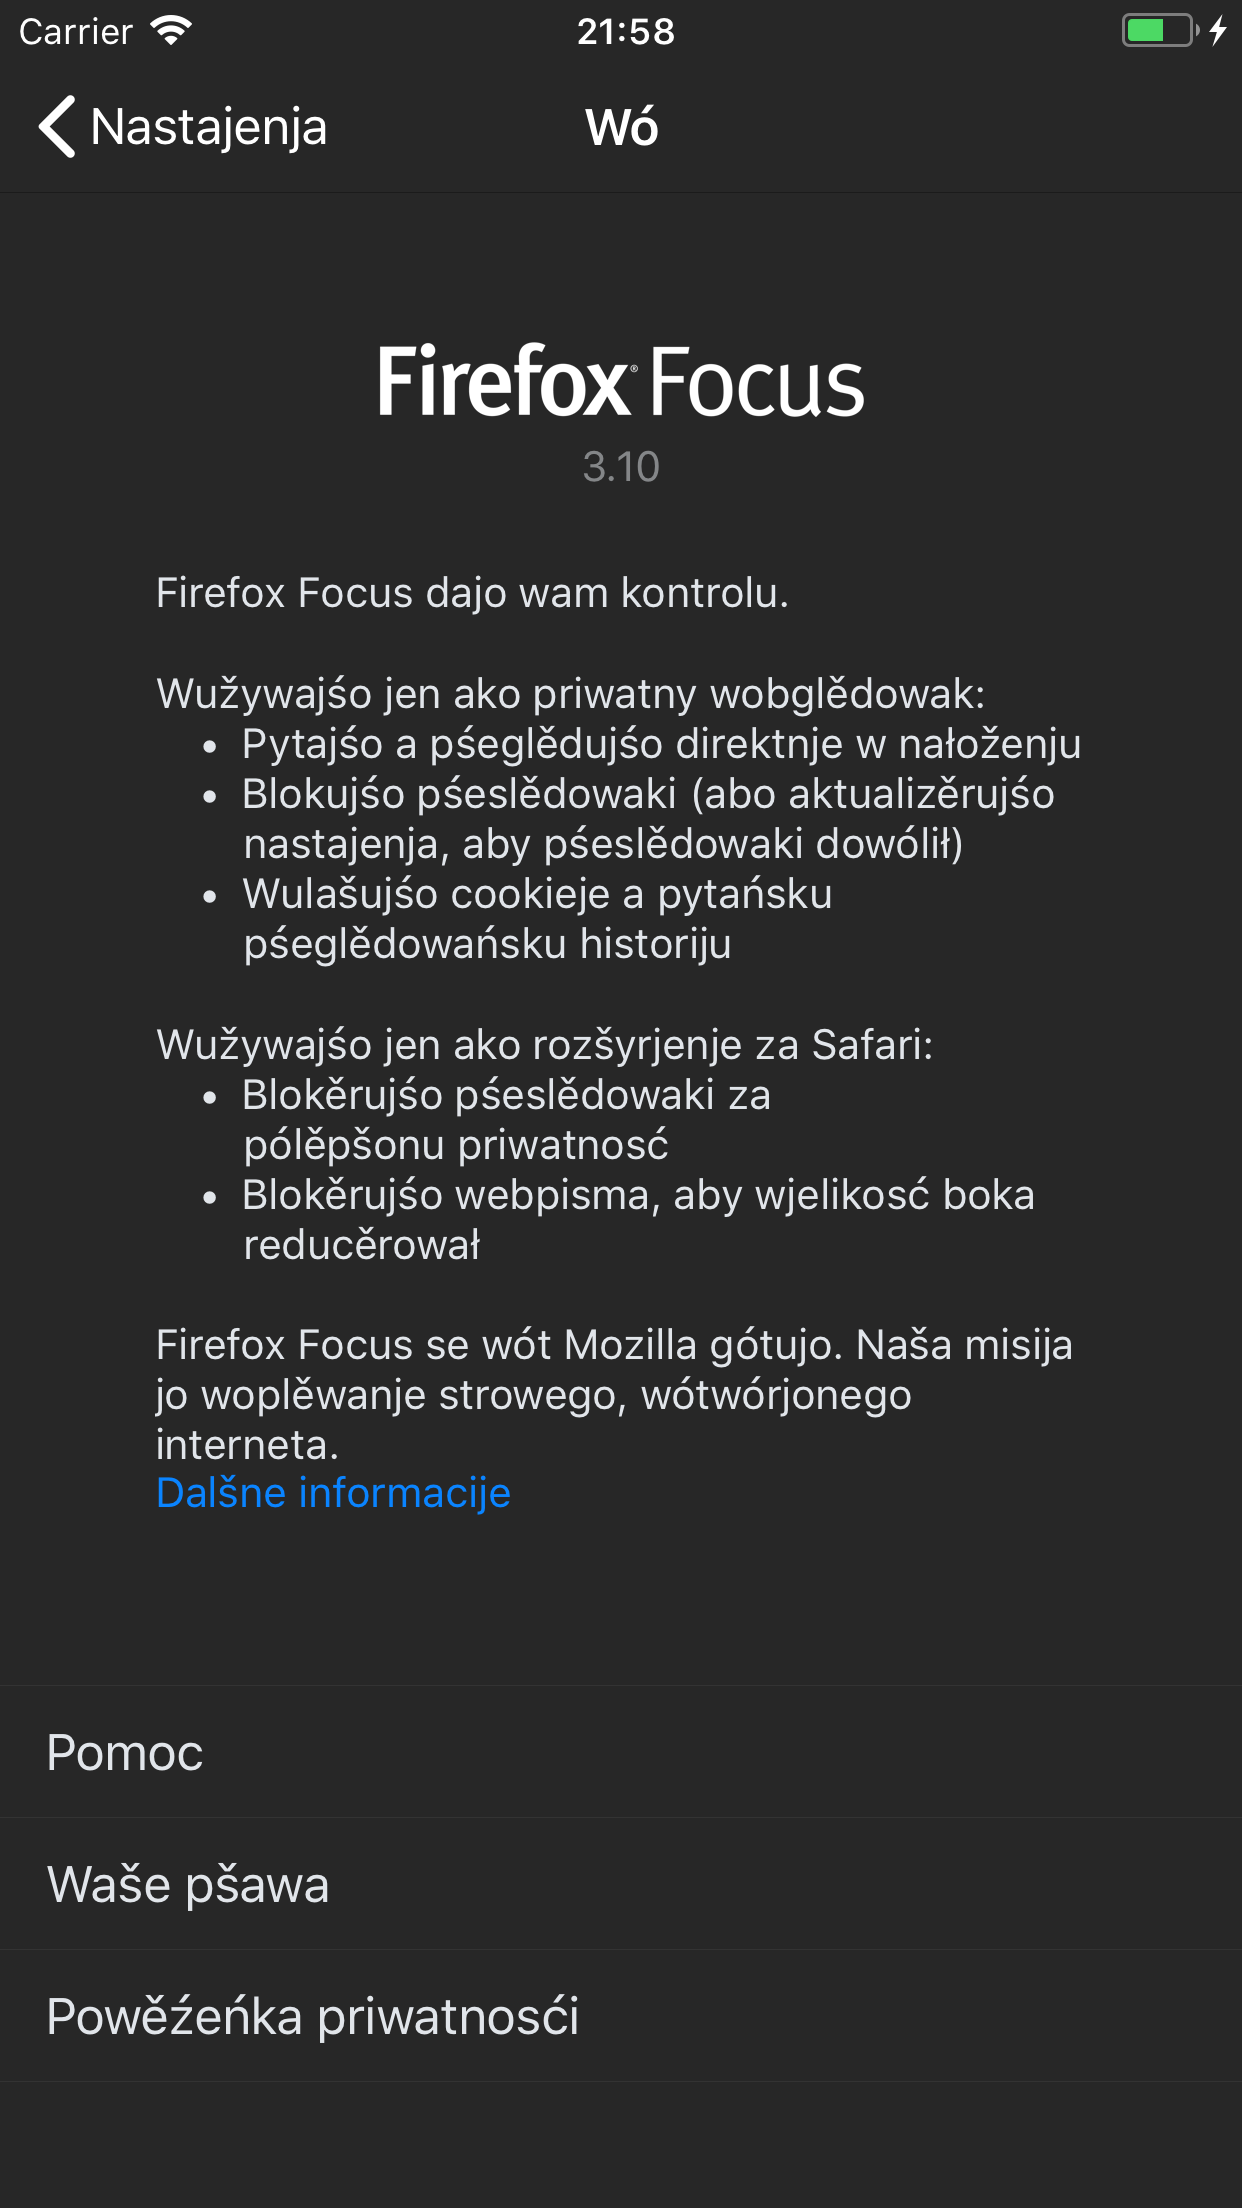 Carrier
21:58
Nastajenja
Wó
Firefox® Focus
3.10
Firefox Focus dajo wam kontrolu.
Wužywajśo jen ako priwatny wobglědowak:
• Pytajśo a pśeglědujśo direktnje w nałoženju
• Blokujśo pśeslědowaki (abo aktualizěrujśo
nastajenja, aby pśeslědowaki dowólił)
• Wulašujśo cookieje a pytańsku
pśeglědowańsku historiju
Wužywajśo jen ako rozšyrjenje za Safari:
• Blokěrujśo pśeslědowaki za
pólěpšonu priwatnosć
• Blokěrujśo webpisma, aby wjelikosć boka
reducěrował
Firefox Focus se wót Mozilla gótujo. Naša misija
jo woplěwanje strowego, wótwórjonego
interneta.
Dalšne informacije
Pomoc
Waše pšawa
Powěźeńka priwatnosći